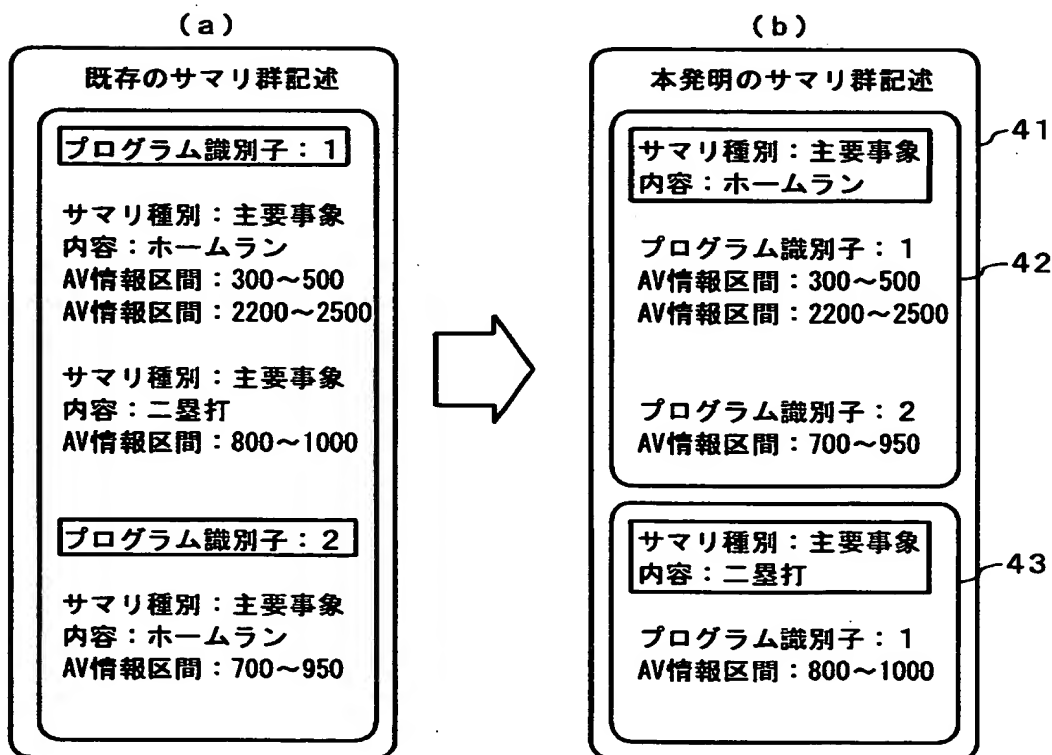 (a)
既存のサマリ群記述
プログラム識別子：1
サマリ種別：主要事象
内容：ホームラン
AV情報区間：300～500
AV情報区間：2200～2500
サマリ種別：主要事象
内容：二塁打
AV情報区間：800～1000
プログラム識別子：2
サマリ種別：主要事象
内容：ホームラン
AV情報区間：700～950
(b)
本発明のサマリ群記述
41
サマリ種別：主要事象
内容：ホームラン
42
プログラム識別子：1
AV情報区間：300～500
AV情報区間：2200～2500
プログラム識別子：2
AV情報区間：700～950
43
サマリ種別：主要事象
内容：二塁打
プログラム識別子：1
AV情報区間：800～1000